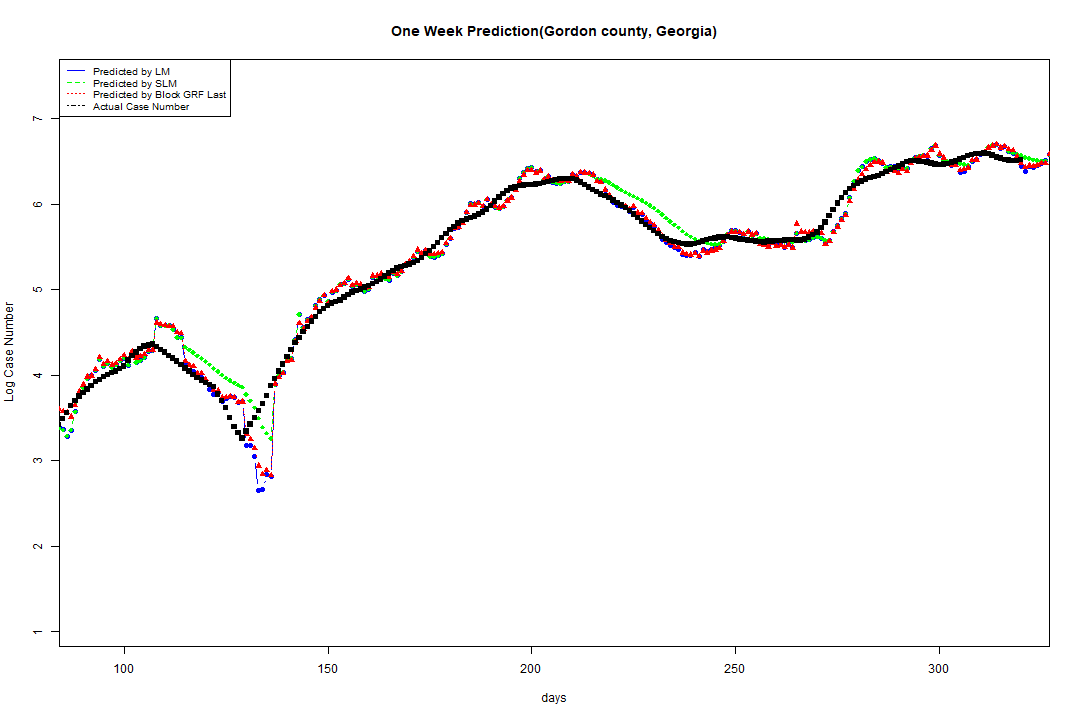 One Week Prediction(Gordon county, Georgia)
Predicted by LM
Predicted by SLM
Predicted by Block GRF Last
Actual Case Number
7
6
5
4
3
2
1
Log Case Number
100 150 200 250 300
days